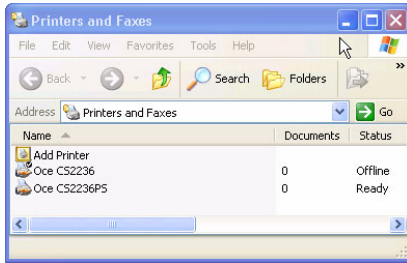 Printers and Faxes
File Edit View Favorites Tools Help
Back Search Folders »
Address Printers and Faxes Go
Name Documents Status
Add Printer
Oce CS2236 0 Offline
Oce CS2236PS 0 Ready